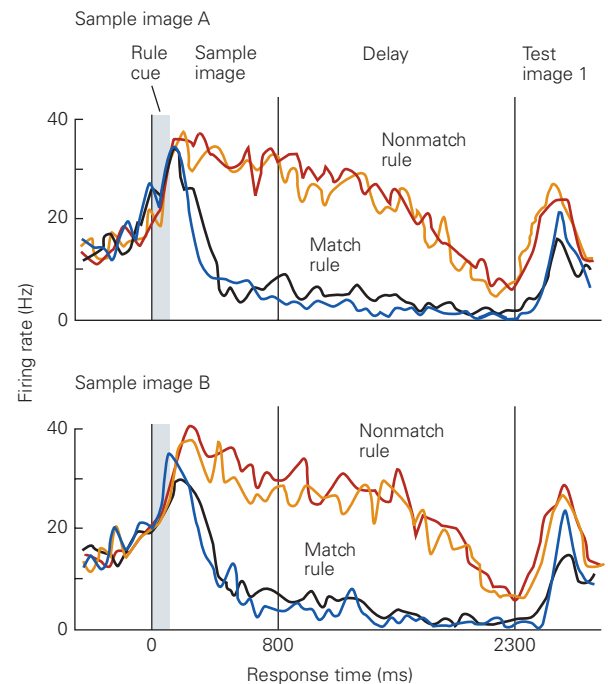 Sample image A
Rule
cue
Sample
image
Delay
Test
image 1
40
20
0
Nonmatch
rule
Match
rule
Firing rate (Hz)
Sample image B
40
20
0
Nonmatch
rule
Match
rule
0
800
2300
Response time (ms)